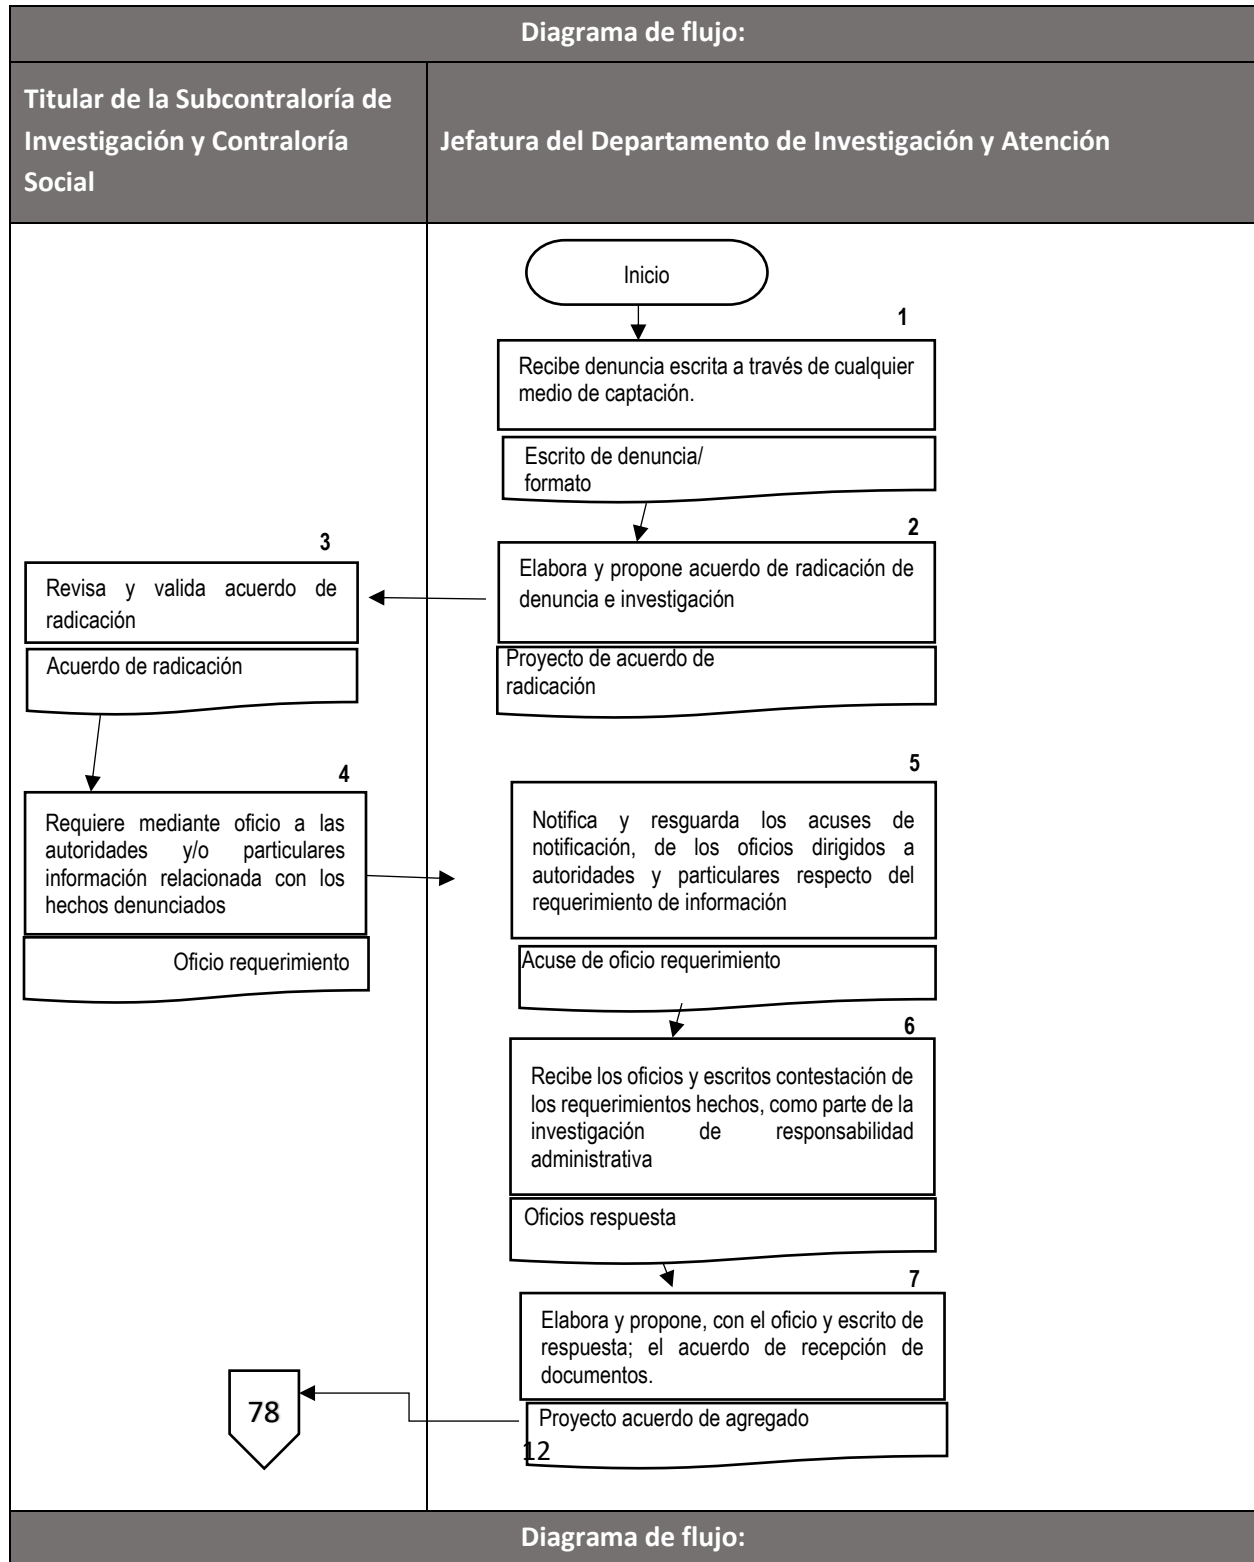 Diagrama de flujo:
Titular de la Subcontraloría de
Investigación y Contraloría
Social
Jefatura del Departamento de Investigación y Atención
Inicio
1
Recibe denuncia escrita a través de cualquier
medio de captación.
Escrito de denuncia/
formato
2
Elabora y propone acuerdo de radicación de
denuncia e investigación
Proyecto de acuerdo de
radicación
3
Revisa y valida acuerdo de
radicación
Acuerdo de radicación
4
Requiere mediante oficio a las
autoridades y/o particulares
información relacionada con los
hechos denunciados
Oficio requerimiento
5
Notifica y resguarda los acuses de
notificación, de los oficios dirigidos a
autoridades y particulares respecto del
requerimiento de información
Acuse de oficio requerimiento
6
Recibe los oficios y escritos contestación de
los requerimientos hechos, como parte de la
investigación de responsabilidad
administrativa
Oficios respuesta
7
Elabora y propone, con el oficio y escrito de
respuesta; el acuerdo de recepción de
documentos.
Proyecto acuerdo de agregado
12
78
Diagrama de flujo: